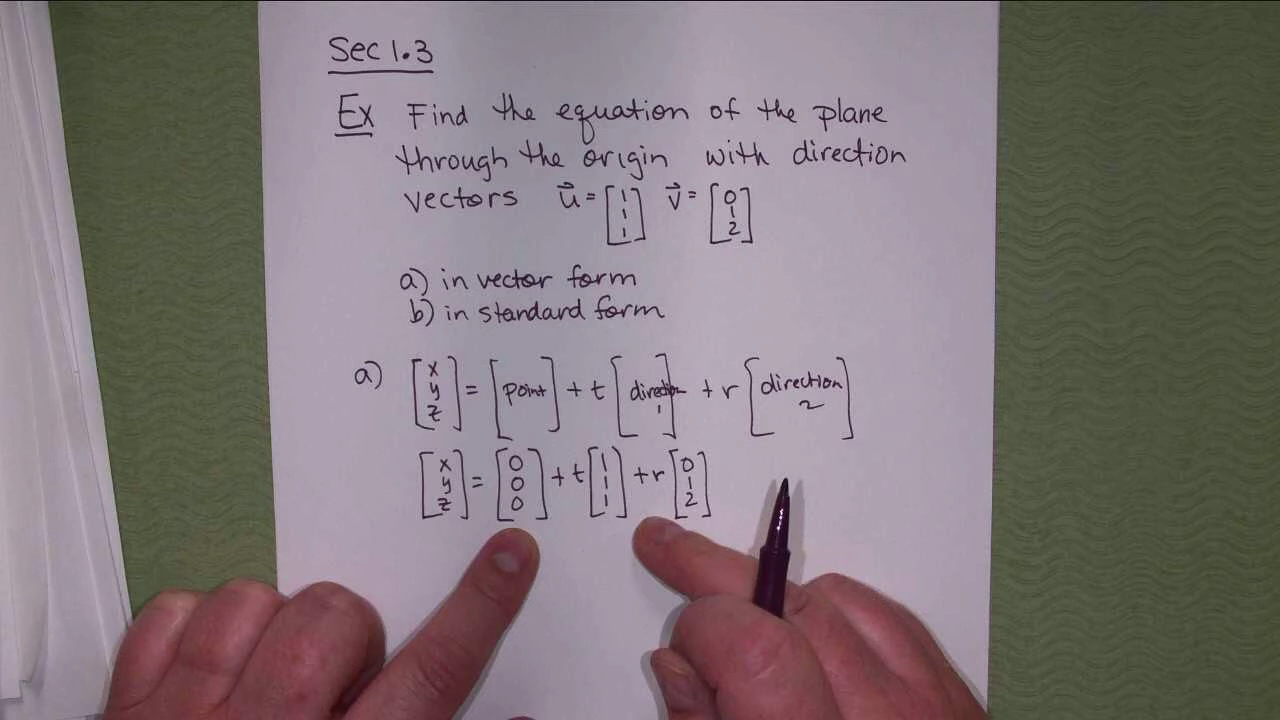 Sec 1.3
Ex Find the equation of the plane
through the origin with direction
vectors u⃗ = [1 1 1] v⃗ = [0 1 2]
a) in vector form
b) in standard form
a) [x y z] = [point] + t [direction 1] + r [direction 2]
[x y z] = [0 0 0] + t [1 1 1] + r [0 1 2]